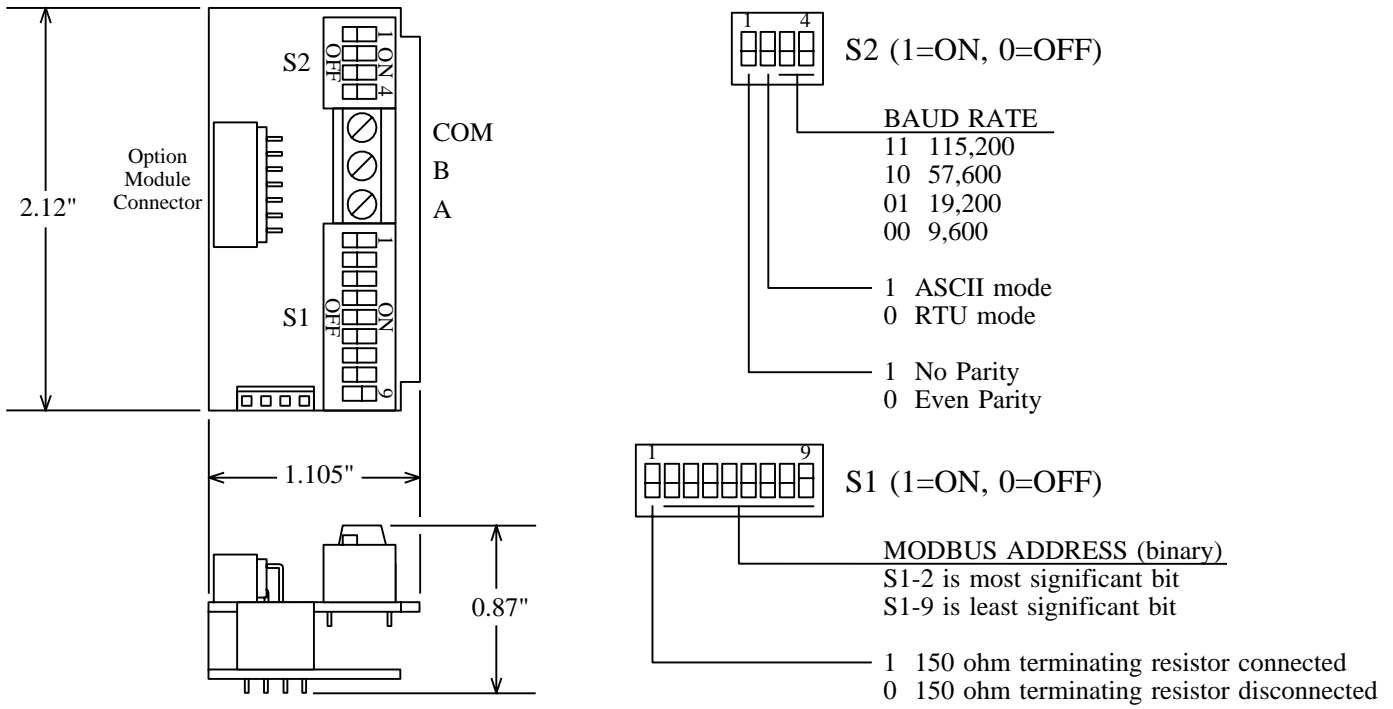 1
ON
OFF
4
S2
COM
B
A
Option
Module
Connector
2.12"
1
ON
OFF
9
S1
1.105"
0.87"
1 4
S2 (1=ON, 0=OFF)
BAUD RATE
11 115,200
10 57,600
01 19,200
00 9,600
1 ASCII mode
0 RTU mode
1 No Parity
0 Even Parity
1 9
S1 (1=ON, 0=OFF)
MODBUS ADDRESS (binary)
S1-2 is most significant bit
S1-9 is least significant bit
1 150 ohm terminating resistor connected
0 150 ohm terminating resistor disconnected